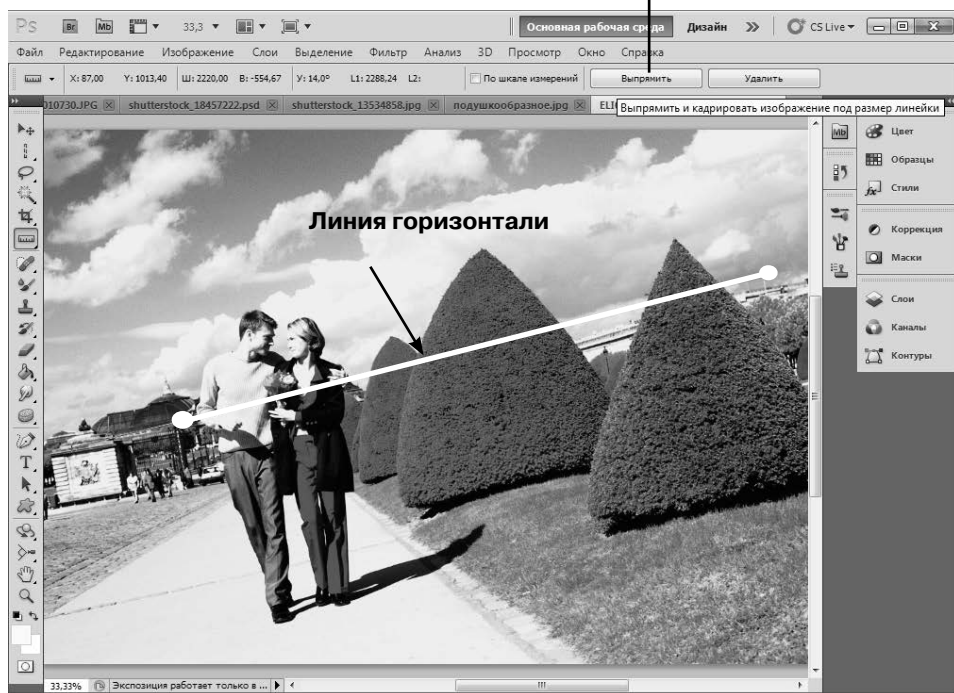 Ps Br Mb 33,3 Основная рабочая среда Дизайн >> CS Live
Файл Редактирование Изображение Слои Выделение Фильтр Анализ 3D Просмотр Окно Справка
X: 87,00 Y: 1013,40 Ш: 2220,00 В: -554,67 У: 14,0° L1: 2288,24 L2: По шкале измерений Выпрямить Удалить
010730.JPG shutterstock_18457222.psd shutterstock_13534858.jpg подушкообразное.jpg
Выпрямить и кадрировать изображение под размер линейки
Mb Цвет
Образцы
Стили
Линия горизонтали
Коррекция
Маски
Слои
Каналы
Контуры
33,33% Экспозиция работает только в ...